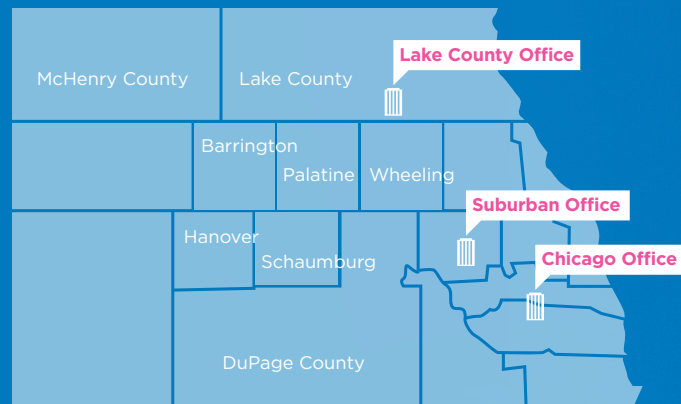 Lake County Office
McHenry County
Lake County
Barrington
Palatine
Wheeling
Suburban Office
Hanover
Schaumburg
Chicago Office
DuPage County